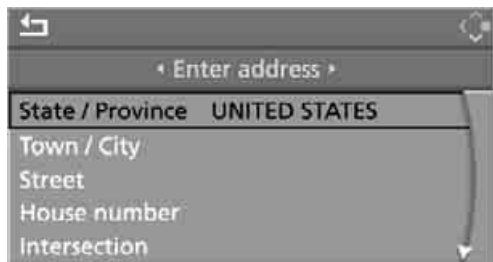 Enter address
State / Province UNITED STATES
Town / City
Street
House number
Intersection